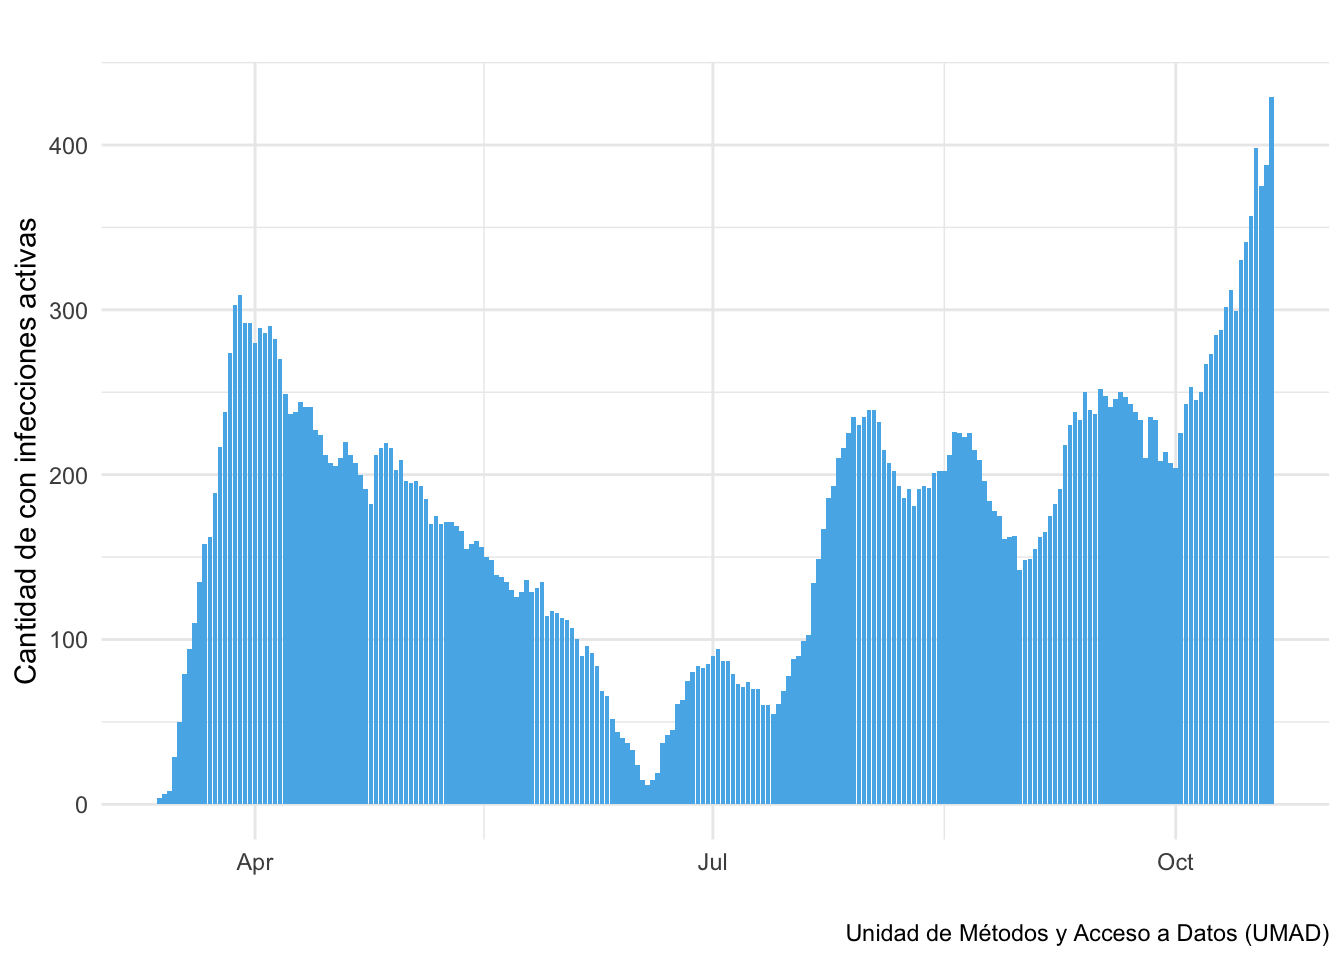 Cantidad de con infecciones activas
400
300
200
100
0
Apr
Jul
Oct
Unidad de Métodos y Acceso a Datos (UMAD)